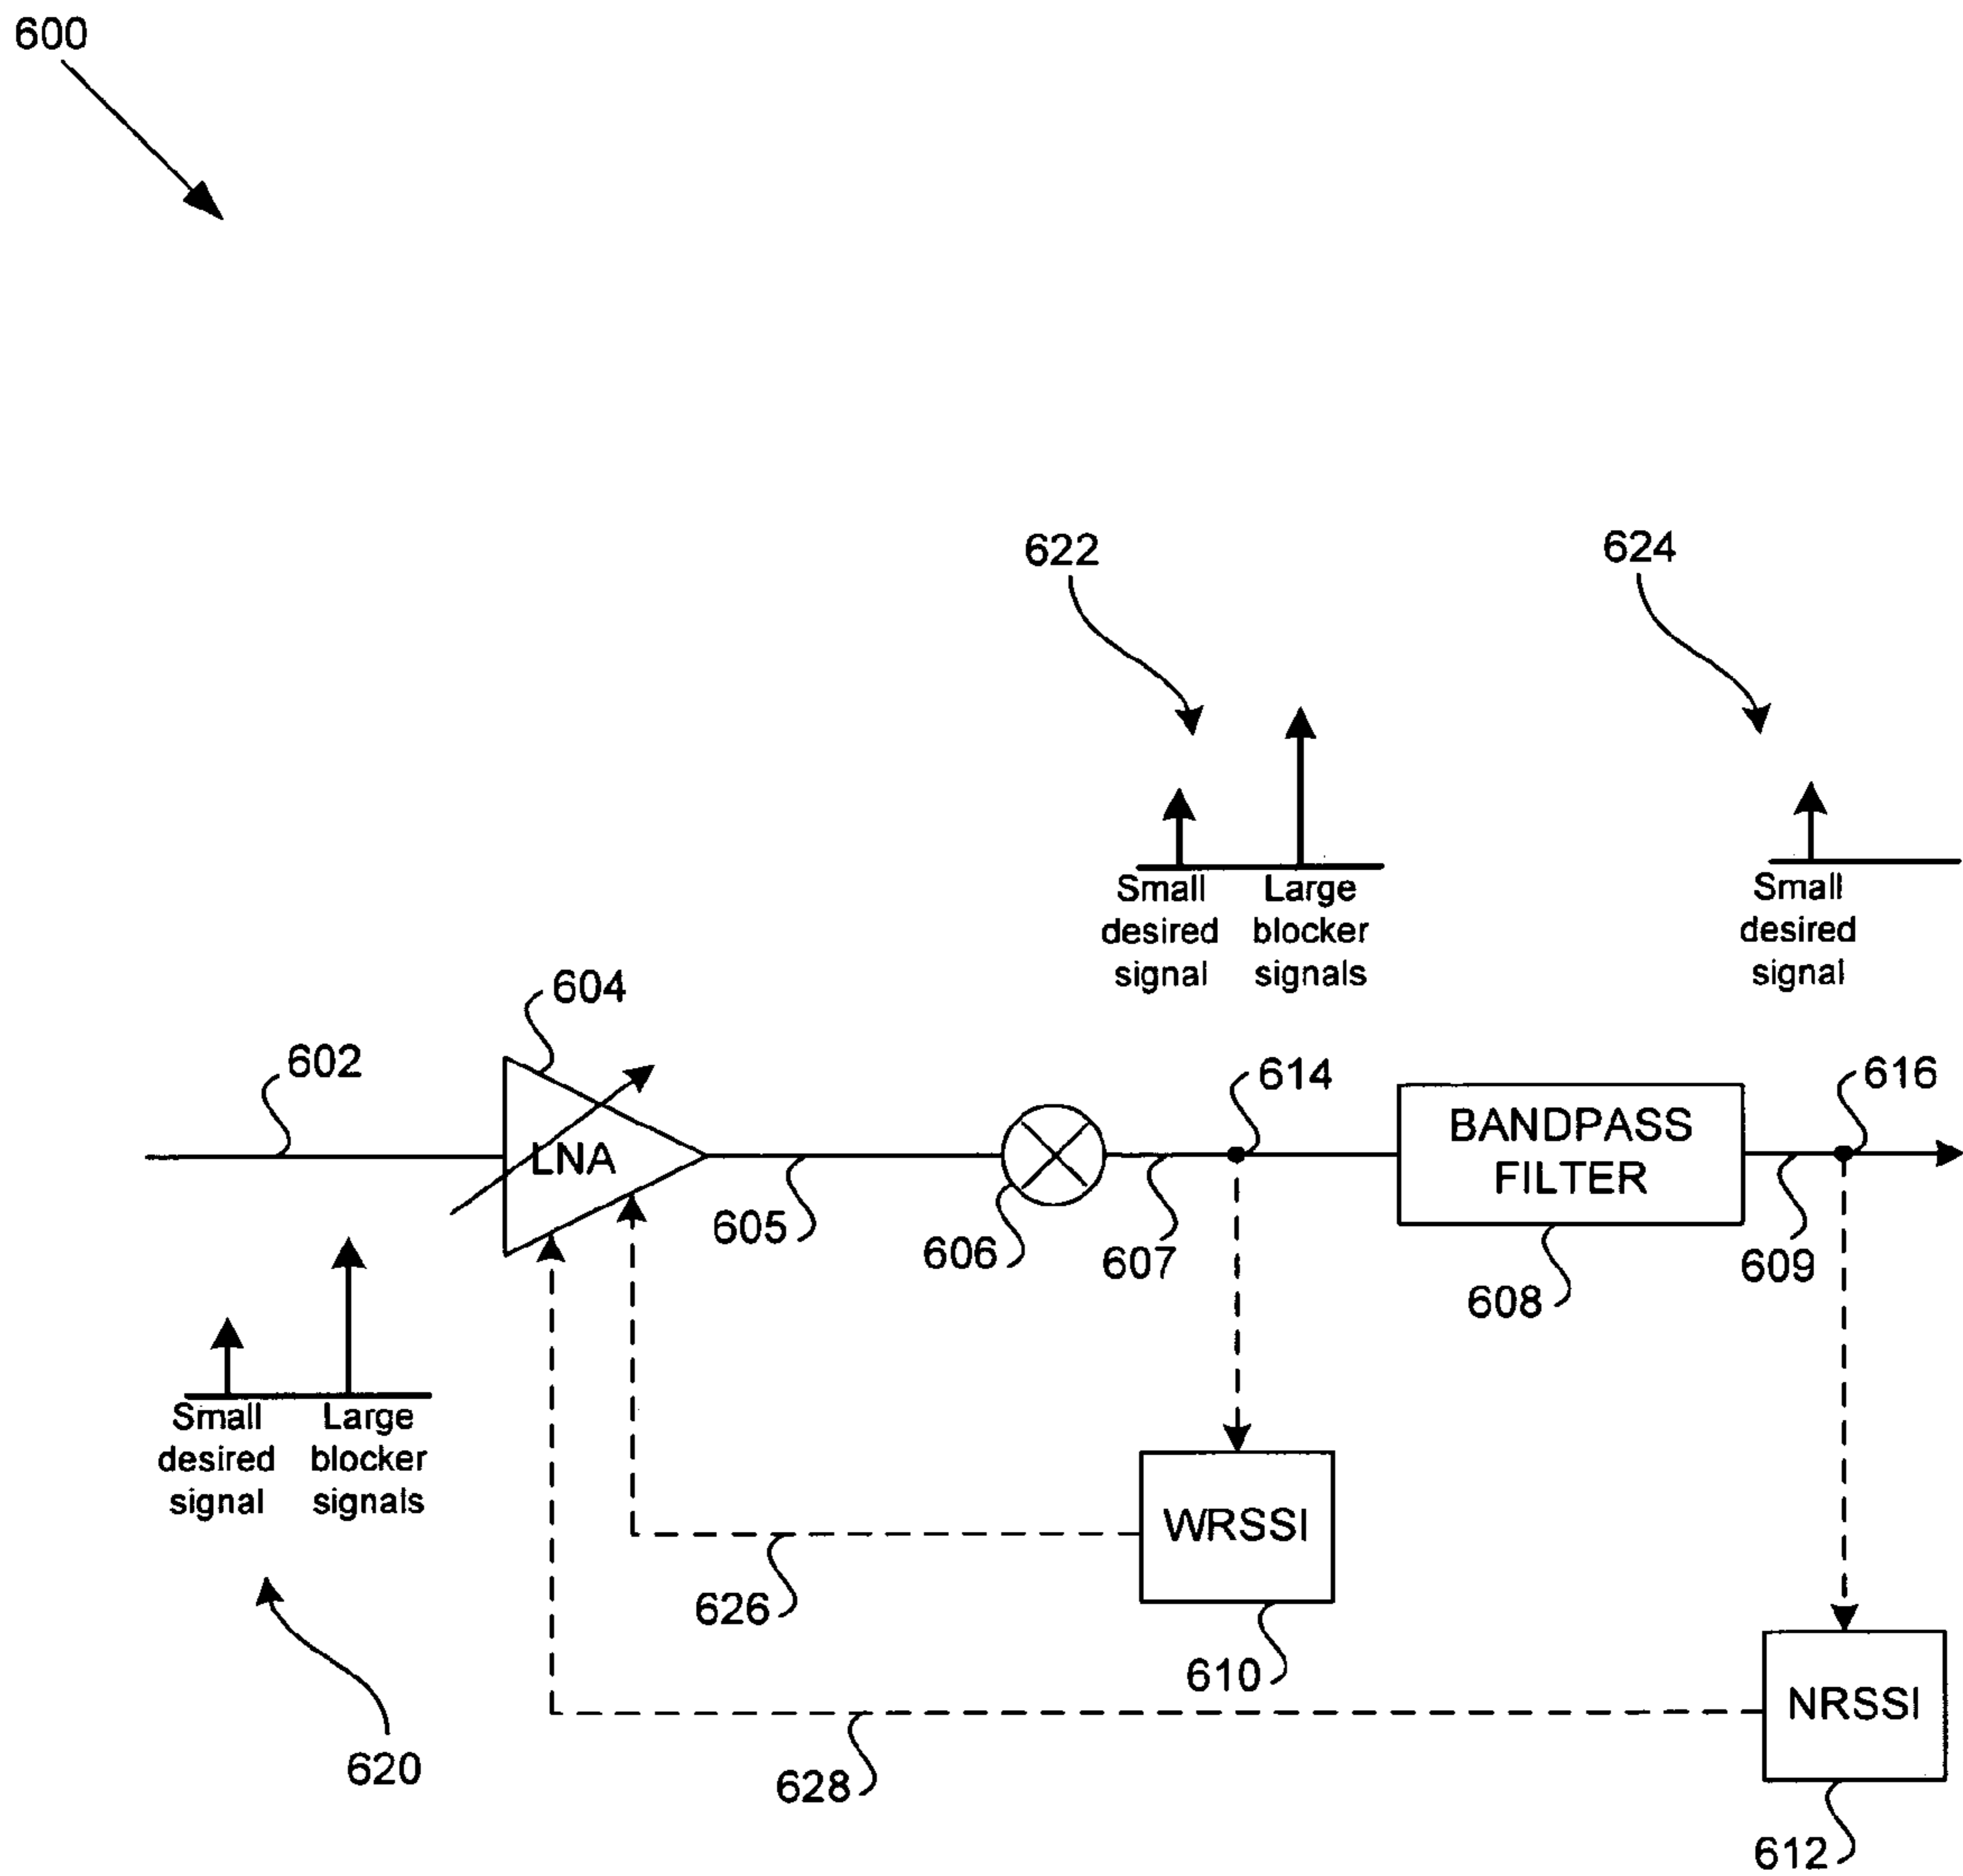 600
622
624
Small
desired
signal
Large
blocker
signals
Small
desired
signal
604
602
614
616
LNA
BANDPASS
FILTER
605
606
607
608
609
Small
desired
signal
Large
blocker
signals
WRSSI
626
610
NRSSI
620
628
612